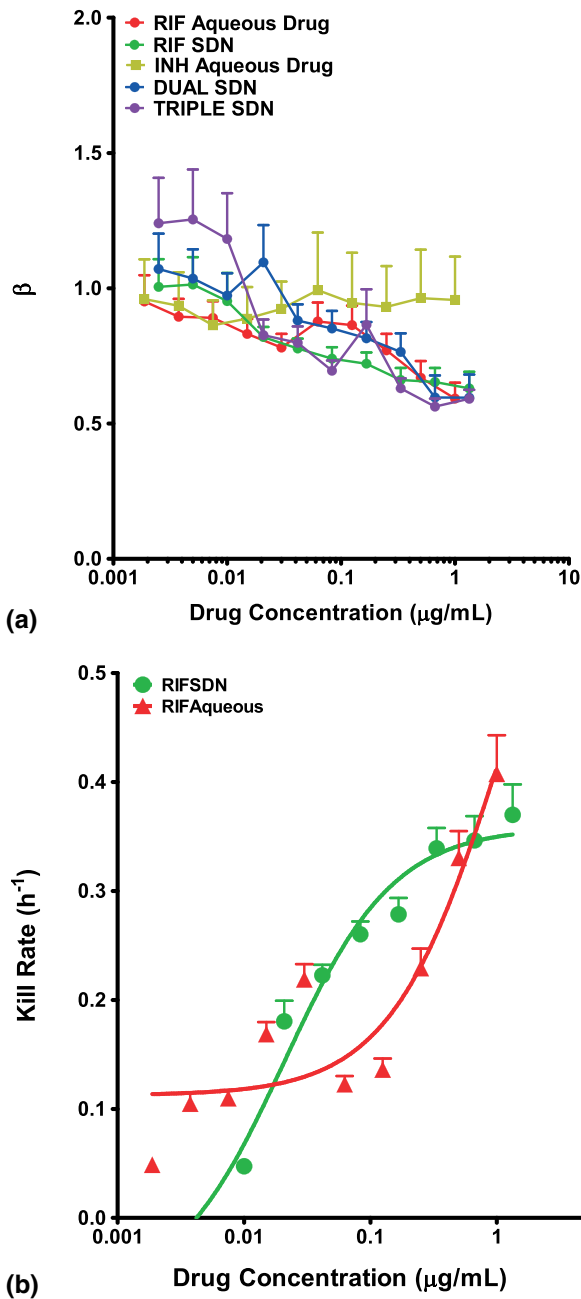 RIF Aqueous Drug
RIF SDN
INH Aqueous Drug
DUAL SDN
TRIPLE SDN
2.0
1.5
1.0
0.5
0.0
β
0.001 0.01 0.1 1 10
Drug Concentration (μg/mL)
(a)
RIFSDN
RIFAqueous
0.5
0.4
0.3
0.2
0.1
0.0
Kill Rate (h-1)
0.001 0.01 0.1 1
Drug Concentration (μg/mL)
(b)